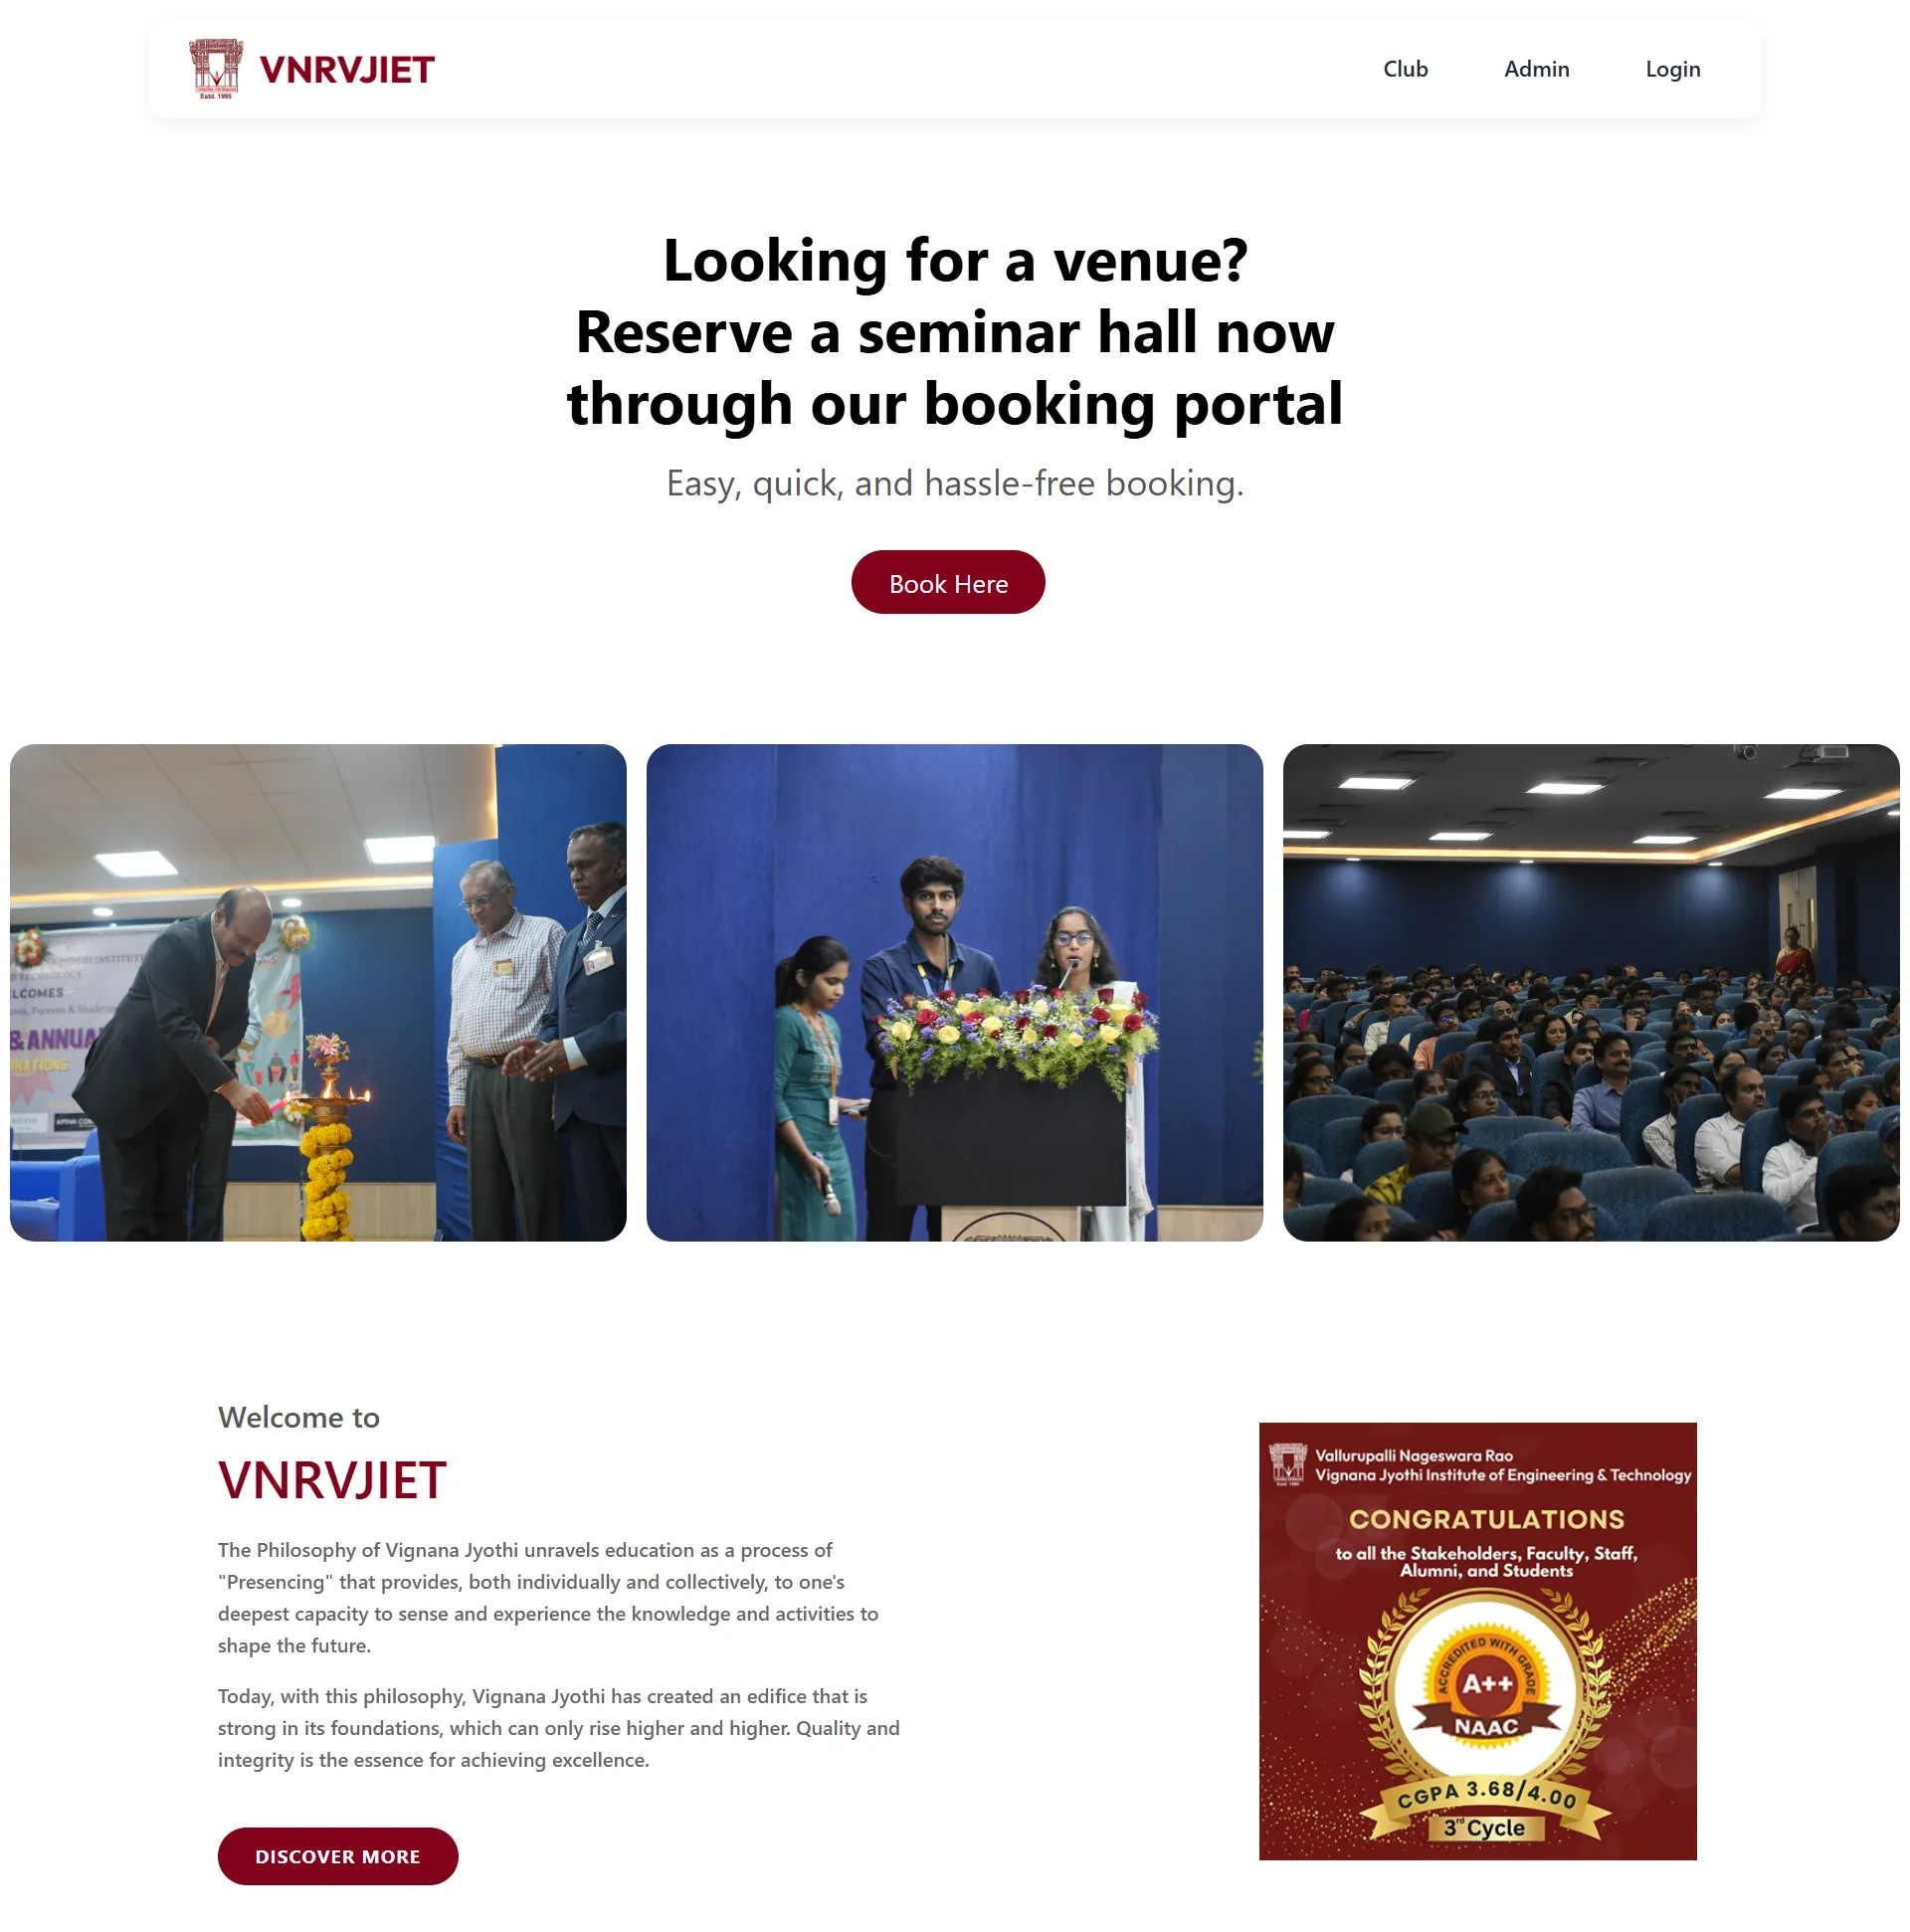 Estd. 1995
VNRVJIET
Club
Admin
Login
Looking for a venue?
Reserve a seminar hall now
through our booking portal
Easy, quick, and hassle-free booking.
Book Here
INSTITUTE
LCOMES
Parents & Students
& ANNUA
RATIONS
Welcome to
VNRVJIET
The Philosophy of Vignana Jyothi unravels education as a process of
"Presencing" that provides, both individually and collectively, to one's
deepest capacity to sense and experience the knowledge and activities to
shape the future.
Today, with this philosophy, Vignana Jyothi has created an edifice that is
strong in its foundations, which can only rise higher and higher. Quality and
integrity is the essence for achieving excellence.
DISCOVER MORE
Vallurupalli Nageswara Rao
Vignana Jyothi Institute of Engineering & Technology
CONGRATULATIONS
to all the Stakeholders, Faculty, Staff,
Alumni, and Students
ACCREDITED WITH GRADE
A++
NAAC
CGPA 3.68/4.00
3rd Cycle